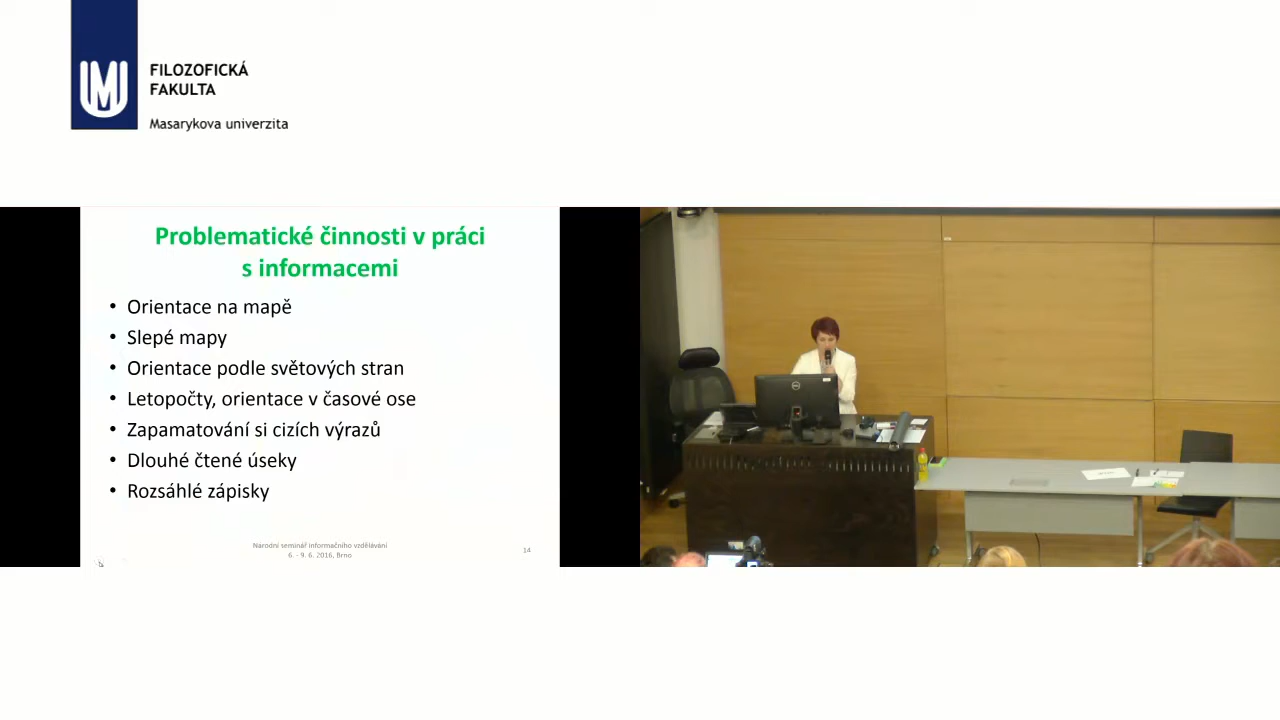 FILOZOFICKÁ
FAKULTA
Masarykova univerzita
Problematické činnosti v práci
s informacemi
• Orientace na mapě
• Slepé mapy
• Orientace podle světových stran
• Letopočty, orientace v časové ose
• Zapamatování si cizích výrazů
• Dlouhé čtené úseky
• Rozsáhlé zápisky
Narodní seminář informačního vzdělávání
6. - 9. 6. 2016, Brno
14